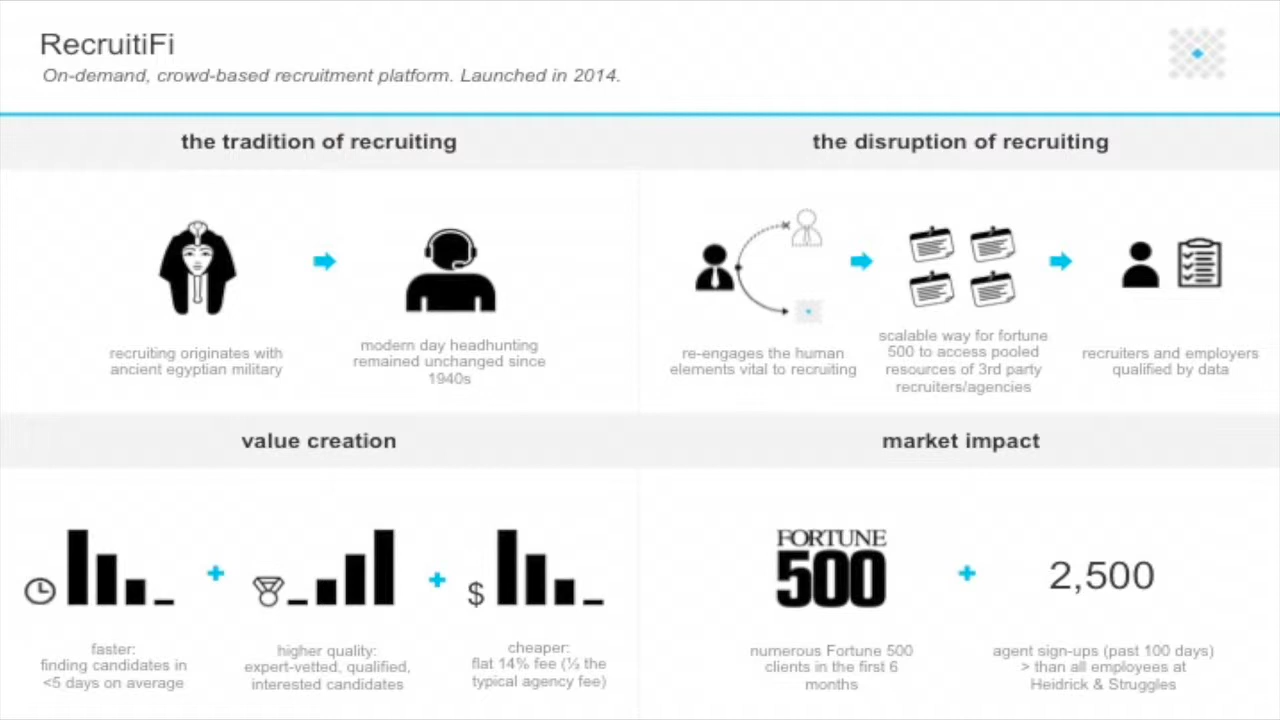 RecruitiFi
On-demand, crowd-based recruitment platform. Launched in 2014.
the tradition of recruiting
recruiting originates with
ancient egyptian military
modern day headhunting
remained unchanged since
1940s
the disruption of recruiting
re-engages the human
elements vital to recruiting
scalable way for fortune
500 to access pooled
resources of 3rd party
recruiters/agencies
recruiters and employers
qualified by data
value creation
faster:
finding candidates in
<5 days on average
higher quality:
expert-vetted, qualified,
interested candidates
$
cheaper:
flat 14% fee (½ the
typical agency fee)
market impact
FORTUNE
500
numerous Fortune 500
clients in the first 6
months
2,500
agent sign-ups (past 100 days)
> than all employees at
Heidrick & Struggles